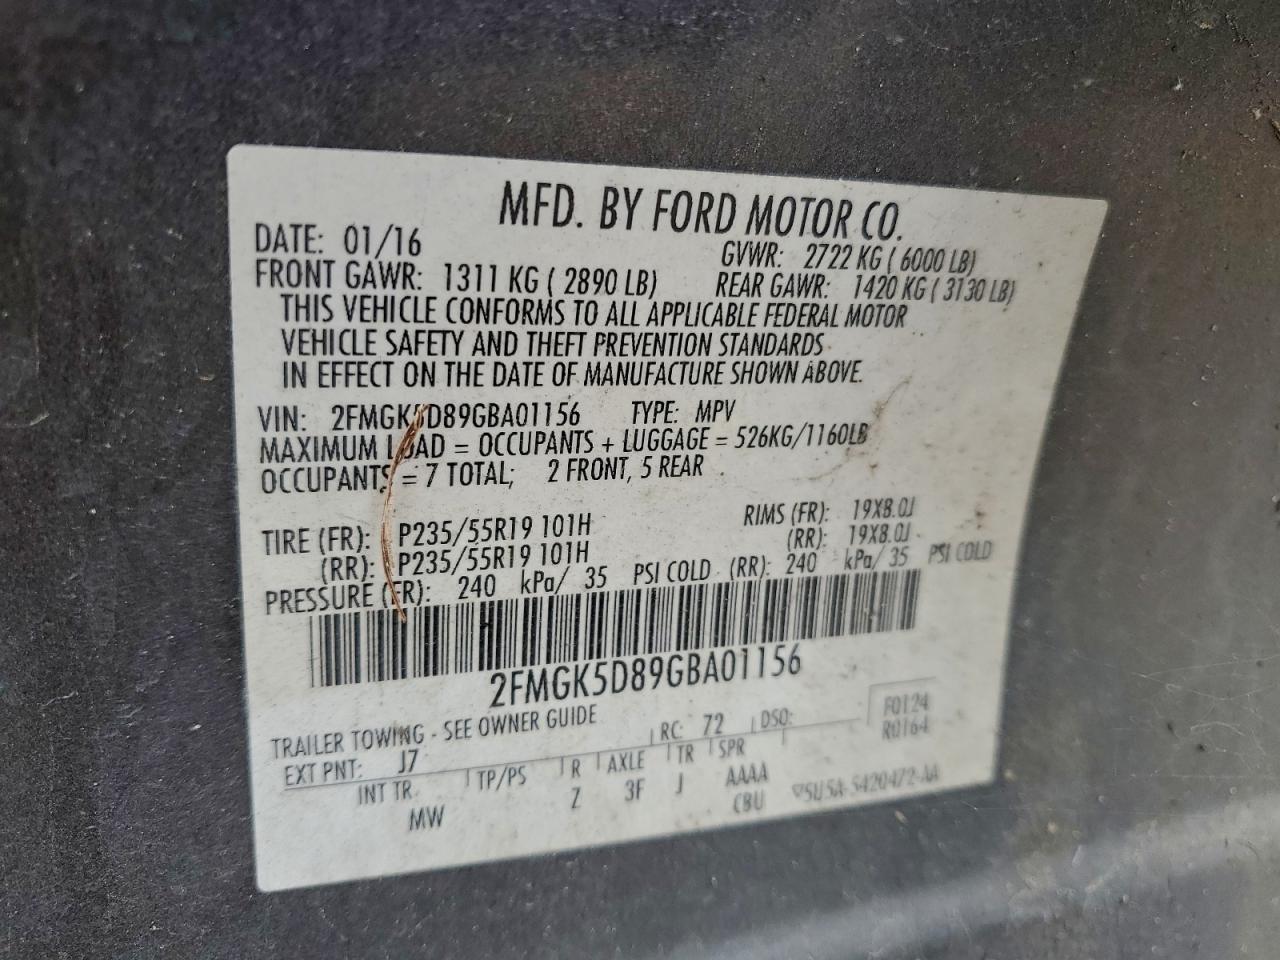 MFD. BY FORD MOTOR CO.
DATE: 01/16 GVWR: 2722 KG ( 6000 LB)
FRONT GAWR: 1311 KG ( 2890 LB) REAR GAWR: 1420 KG ( 3130 LB)
THIS VEHICLE CONFORMS TO ALL APPLICABLE FEDERAL MOTOR
VEHICLE SAFETY AND THEFT PREVENTION STANDARDS
IN EFFECT ON THE DATE OF MANUFACTURE SHOWN ABOVE.
VIN: 2FMGK5D89GBA01156 TYPE: MPV
MAXIMUM LOAD = OCCUPANTS + LUGGAGE = 526KG/1160LB
OCCUPANTS = 7 TOTAL; 2 FRONT, 5 REAR
TIRE (FR): P235/55R19 101H RIMS (FR): 19X8.0J
(RR): P235/55R19 101H (RR): 19X8.0J
PRESSURE (FR): 240 kPa/ 35 PSI COLD (RR): 240 kPa/ 35 PSI COLD
2FMGK5D89GBA01156
F0124
TRAILER TOWING - SEE OWNER GUIDE RC: 72 DSO: R0164
EXT PNT: J7
INT TR TP/PS R AXLE TR SPR
MW Z 3F J AAAA
CBU